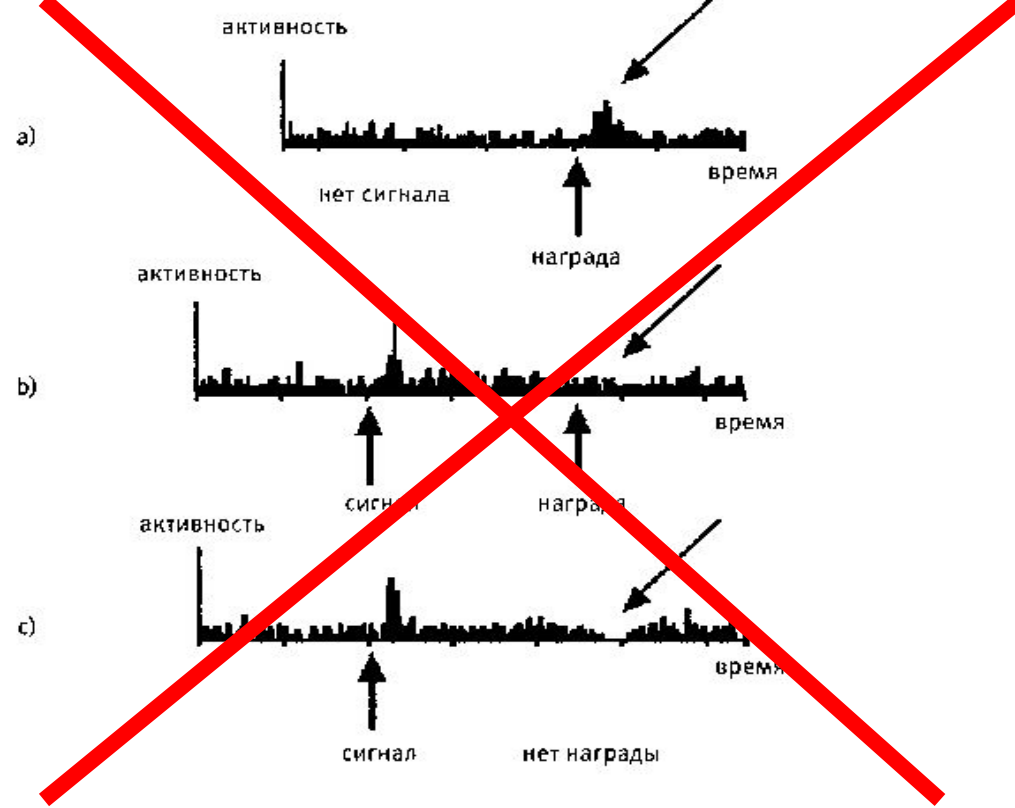 активность
a)
время
нет сигнала
награда
активность
b)
время
сигнал
награда
активность
c)
время
сигнал
нет награды